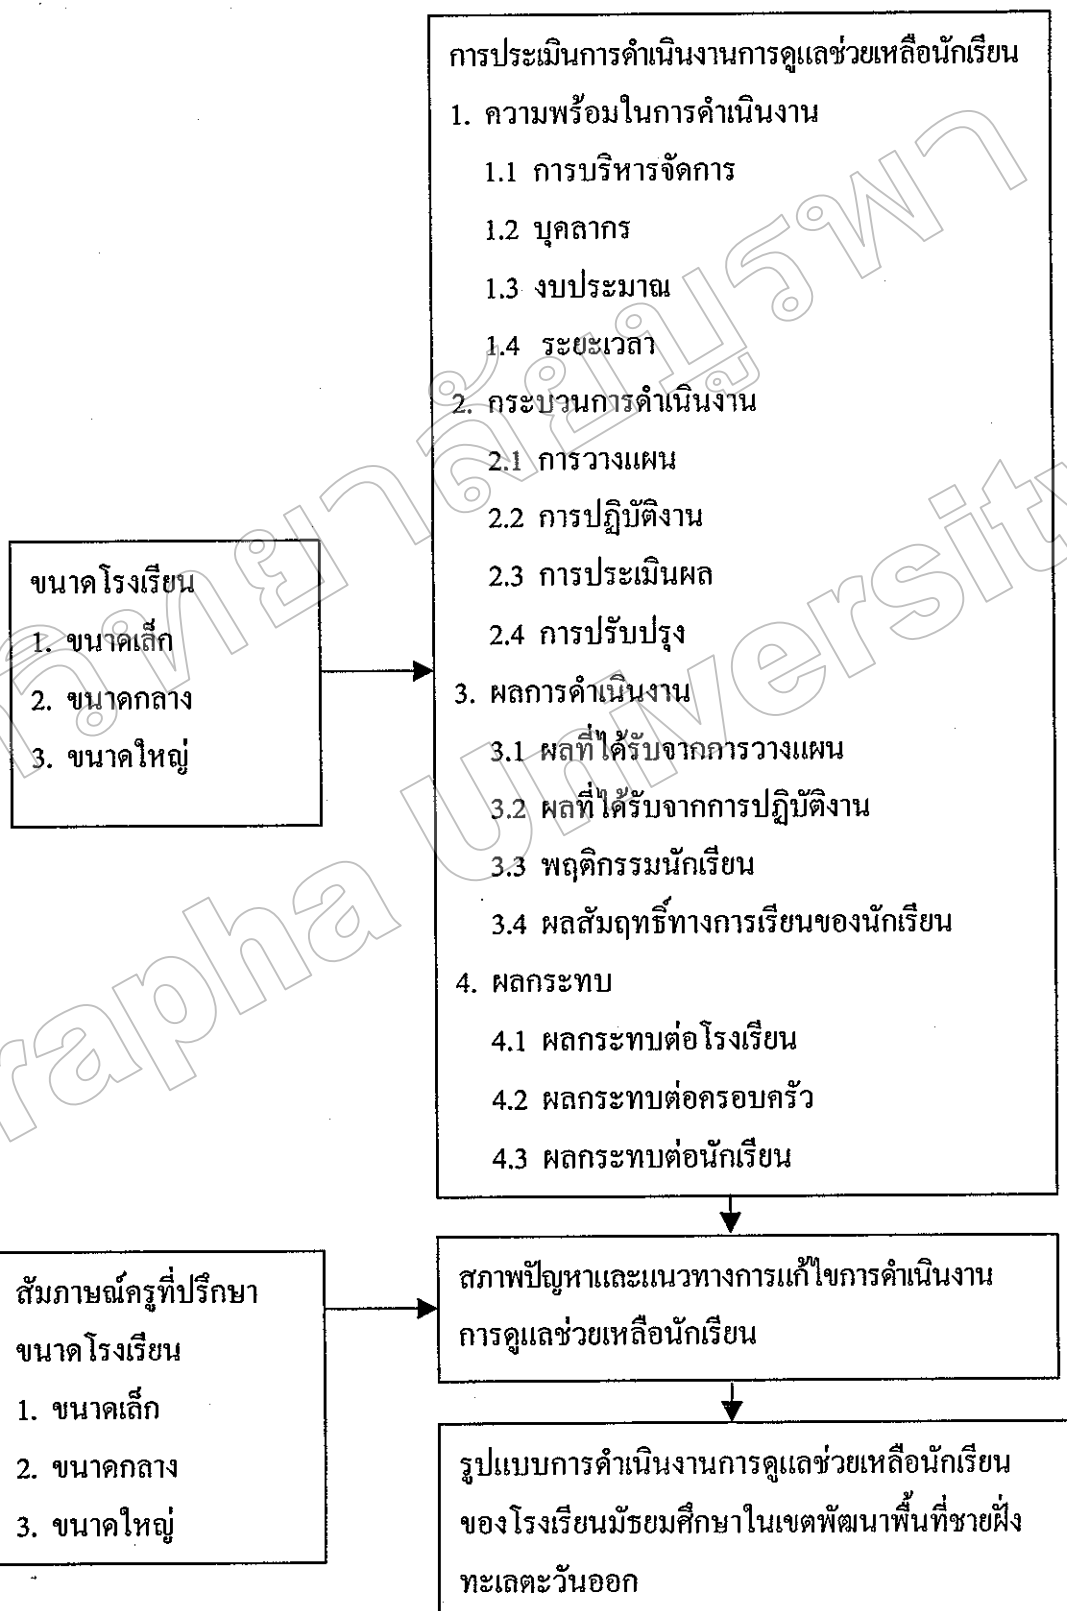 การประเมินการดำเนินงานการดูแลช่วยเหลือนักเรียน
1. ความพร้อมในการดำเนินงาน
1.1 การบริหารจัดการ
1.2 บุคลากร
1.3 งบประมาณ
1.4 ระยะเวลา
2. กระบวนการดำเนินงาน
2.1 การวางแผน
2.2 การปฏิบัติงาน
2.3 การประเมินผล
2.4 การปรับปรุง
3. ผลการดำเนินงาน
3.1 ผลที่ได้รับจากการวางแผน
3.2 ผลที่ได้รับจากการปฏิบัติงาน
3.3 พฤติกรรมนักเรียน
3.4 ผลสัมฤทธิ์ทางการเรียนของนักเรียน
4. ผลกระทบ
4.1 ผลกระทบต่อโรงเรียน
4.2 ผลกระทบต่อครอบครัว
4.3 ผลกระทบต่อนักเรียน
ขนาดโรงเรียน
1. ขนาดเล็ก
2. ขนาดกลาง
3. ขนาดใหญ่
สัมภาษณ์ครูที่ปรึกษา
ขนาดโรงเรียน
1. ขนาดเล็ก
2. ขนาดกลาง
3. ขนาดใหญ่
สภาพปัญหาและแนวทางการแก้ไขการดำเนินงาน
การดูแลช่วยเหลือนักเรียน
รูปแบบการดำเนินงานการดูแลช่วยเหลือนักเรียน
ของโรงเรียนมัธยมศึกษาในเขตพัฒนาพื้นที่ชายฝั่ง
ทะเลตะวันออก
วิทยาลัยบูรพา
rapha University